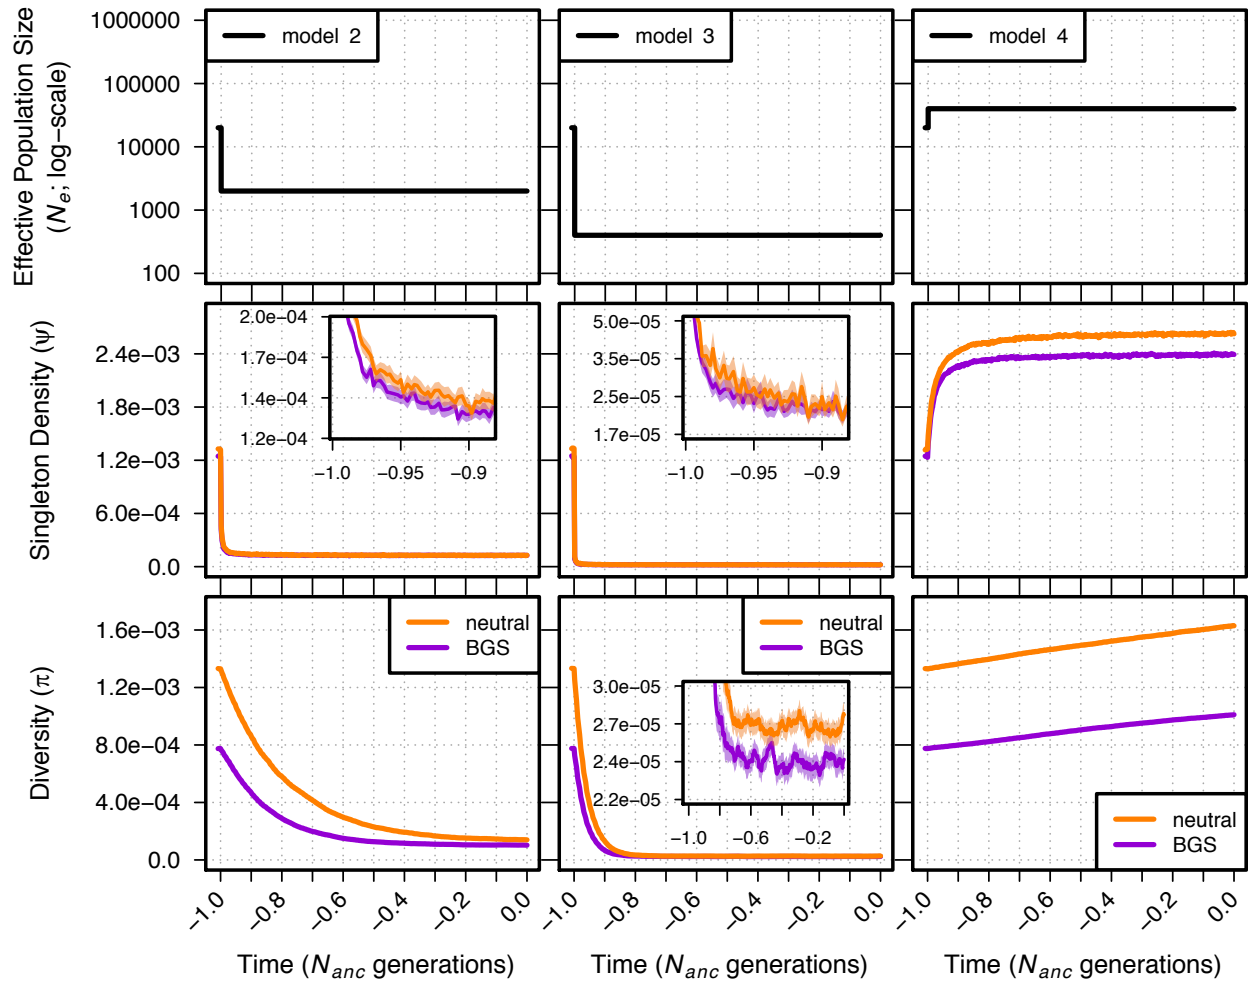 Effective Population Size
(Ne; log−scale)
1000000
100000
10000
1000
100
model 2
model 3
model 4
Singleton Density (ψ)
2.4e−03
1.8e−03
1.2e−03
6.0e−04
0.0
2.0e−04
1.7e−04
1.4e−04
1.2e−04
−1.0 −0.95 −0.9
5.0e−05
3.5e−05
2.5e−05
1.7e−05
−1.0 −0.95 −0.9
Diversity (π)
1.6e−03
1.2e−03
8.0e−04
4.0e−04
0.0
neutral
BGS
neutral
BGS
3.0e−05
2.7e−05
2.4e−05
2.2e−05
−1.0 −0.6 −0.2
neutral
BGS
−1.0 −0.8 −0.6 −0.4 −0.2 0.0
−1.0 −0.8 −0.6 −0.4 −0.2 0.0
−1.0 −0.8 −0.6 −0.4 −0.2 0.0
Time (Nanc generations)
Time (Nanc generations)
Time (Nanc generations)